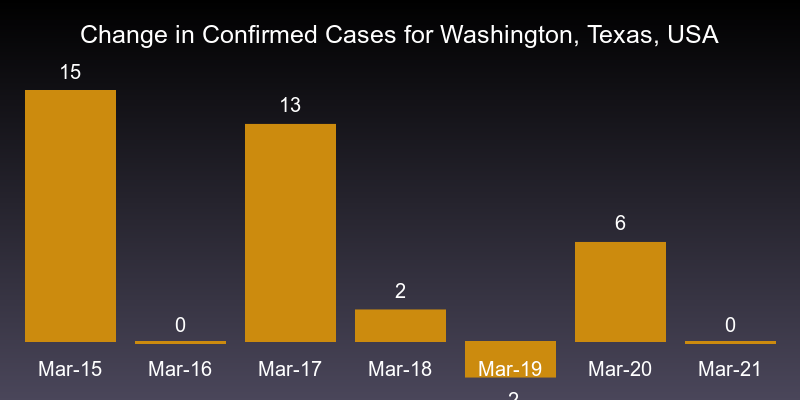 Change in Confirmed Cases for Washington, Texas, USA
15
13
6
2
0
0
Mar-15
Mar-16
Mar-17
Mar-18
Mar-19
Mar-20
Mar-21